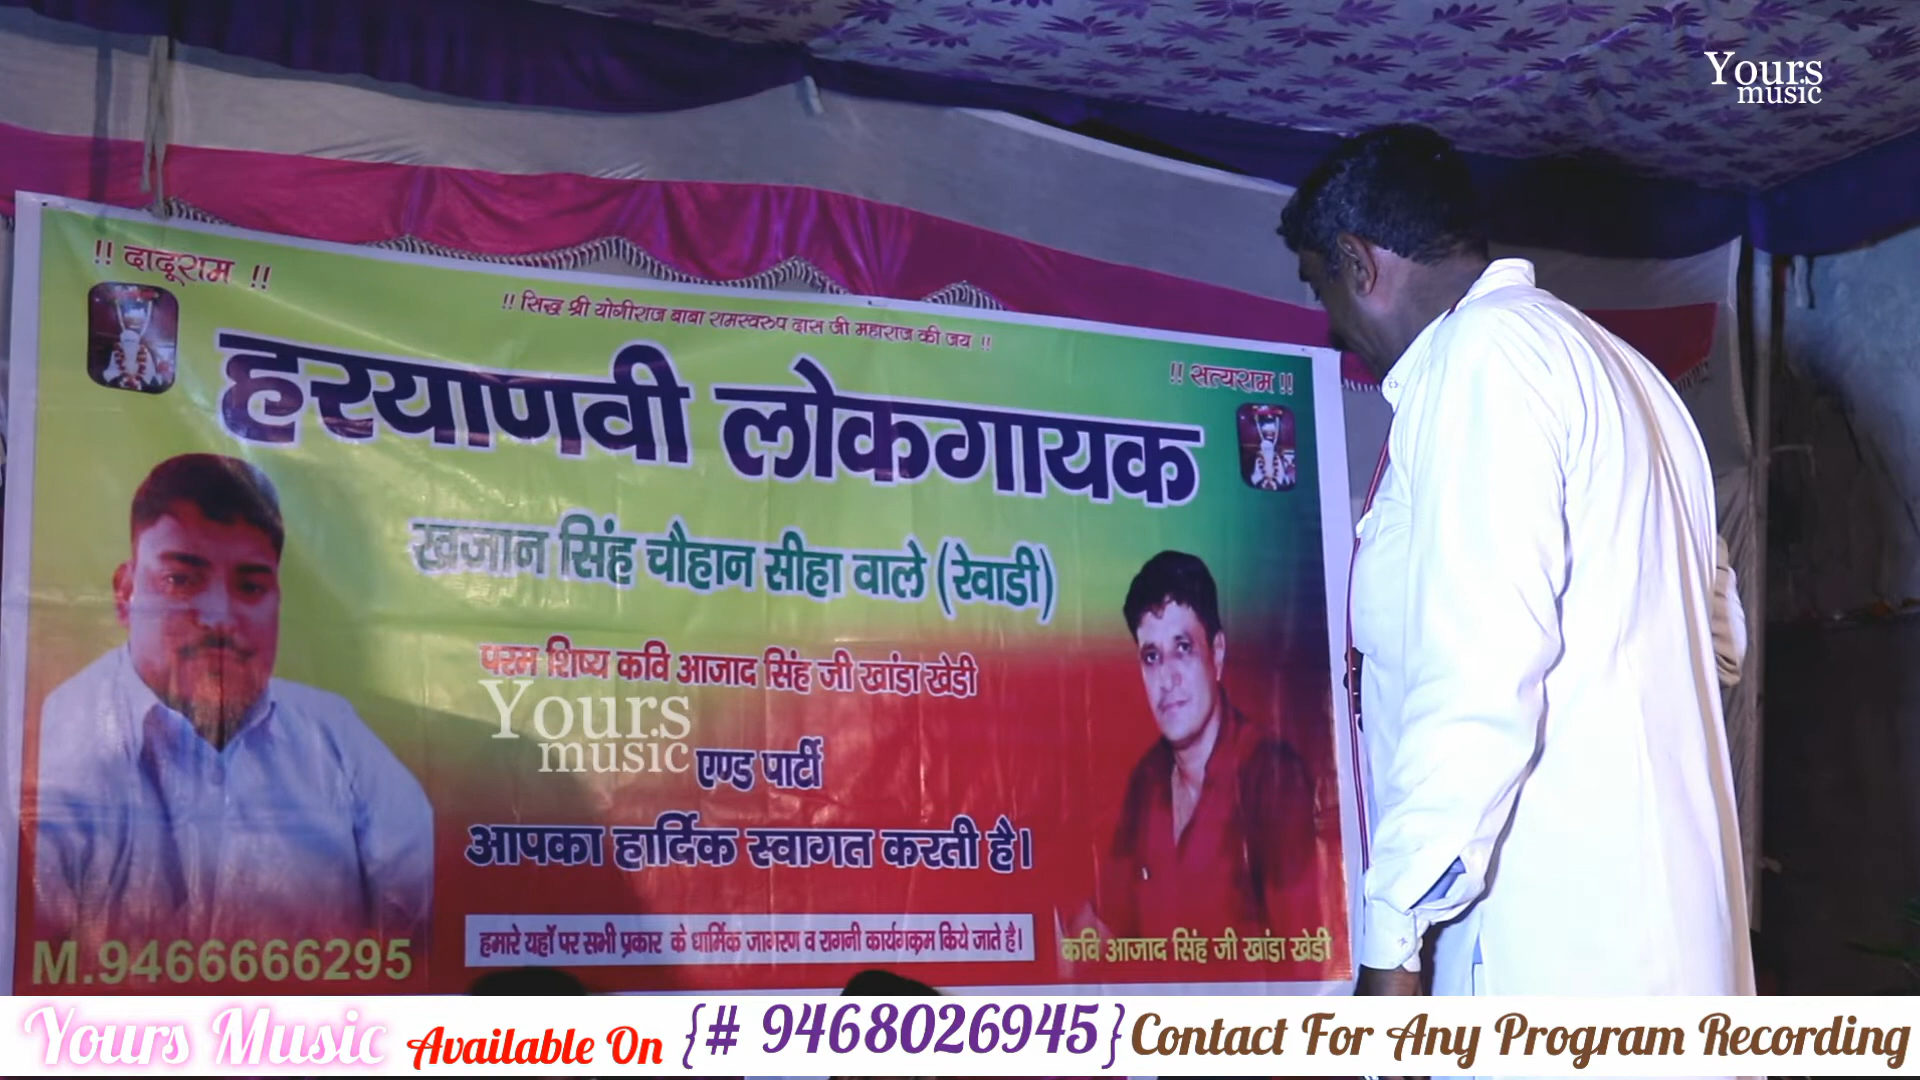 Yours
music
!! दादूराम !!
!! सिद्ध श्री योगीराज बाबा रामस्वरुप दास जी महाराज की जय !!
!! सत्यराम !!
हरयाणवी लोकगायक
खजान सिंह चौहान सीहा वाले (रेवाडी)
परम शिष्य कवि आजाद सिंह जी खांडा खेडी
Yours
music
एण्ड पार्टी
आपका हार्दिक स्वागत करती है।
हमारे यहाँ पर सभी प्रकार के धार्मिक जागरण व रागनी कार्यगक्रम किये जाते है।
कवि आजाद सिंह जी खांडा खेडी
M.9466666295
Yours Music Available On {# 9468026945} Contact For Any Program Recording